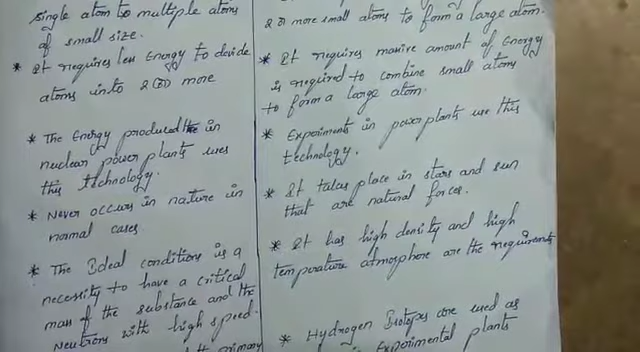 single atom to multiple atoms
of small size.
* It requires less Energy to divide
atoms into 2 (or) more
* The Energy produced in
nuclear power plants uses
this technology.
* Never occurs in nature in
normal cases
* The Ideal conditions is a
necessity to have a critical
mass of the substance and the
neutrons with high speed.
primary
2 or more small atoms to form a large atom.
* It requires massive amount of Energy
is required to combine small atoms
to form a large atom.
* Experiments in power plants use this
technology.
* It takes place in stars and sun
that are natural forces.
* It has high density and high
temperature atmosphere are the requirements
* Hydrogen Isotopes are used as
Experimental plants